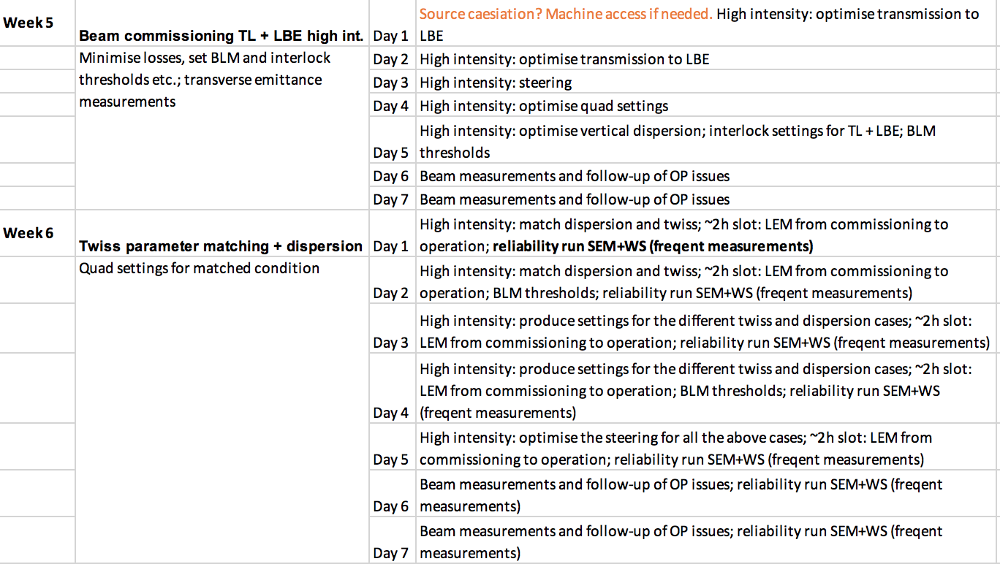 Week 5
Beam commissioning TL + LBE high int.
Day 1
Source caesiation? Machine access if needed. High intensity: optimise transmission to
LBE
Minimise losses, set BLM and interlock
thresholds etc.; transverse emittance
measurements
Day 2
High intensity: optimise transmission to LBE
Day 3
High intensity: steering
Day 4
High intensity: optimise quad settings
Day 5
High intensity: optimise vertical dispersion; interlock settings for TL + LBE; BLM
thresholds
Day 6
Beam measurements and follow-up of OP issues
Day 7
Beam measurements and follow-up of OP issues
Week 6
Twiss parameter matching + dispersion
Day 1
High intensity: match dispersion and twiss; ~2h slot: LEM from commissioning to
operation; reliability run SEM+WS (freqent measurements)
Quad settings for matched condition
Day 2
High intensity: match dispersion and twiss; ~2h slot: LEM from commissioning to
operation; BLM thresholds; reliability run SEM+WS (freqent measurements)
Day 3
High intensity: produce settings for the different twiss and dispersion cases; ~2h slot:
LEM from commissioning to operation; reliability run SEM+WS (freqent measurements)
Day 4
High intensity: produce settings for the different twiss and dispersion cases; ~2h slot:
LEM from commissioning to operation; BLM thresholds; reliability run SEM+WS
(freqent measurements)
Day 5
High intensity: optimise the steering for all the above cases; ~2h slot: LEM from
commissioning to operation; reliability run SEM+WS (freqent measurements)
Day 6
Beam measurements and follow-up of OP issues; reliability run SEM+WS (freqent
measurements)
Day 7
Beam measurements and follow-up of OP issues; reliability run SEM+WS (freqent
measurements)